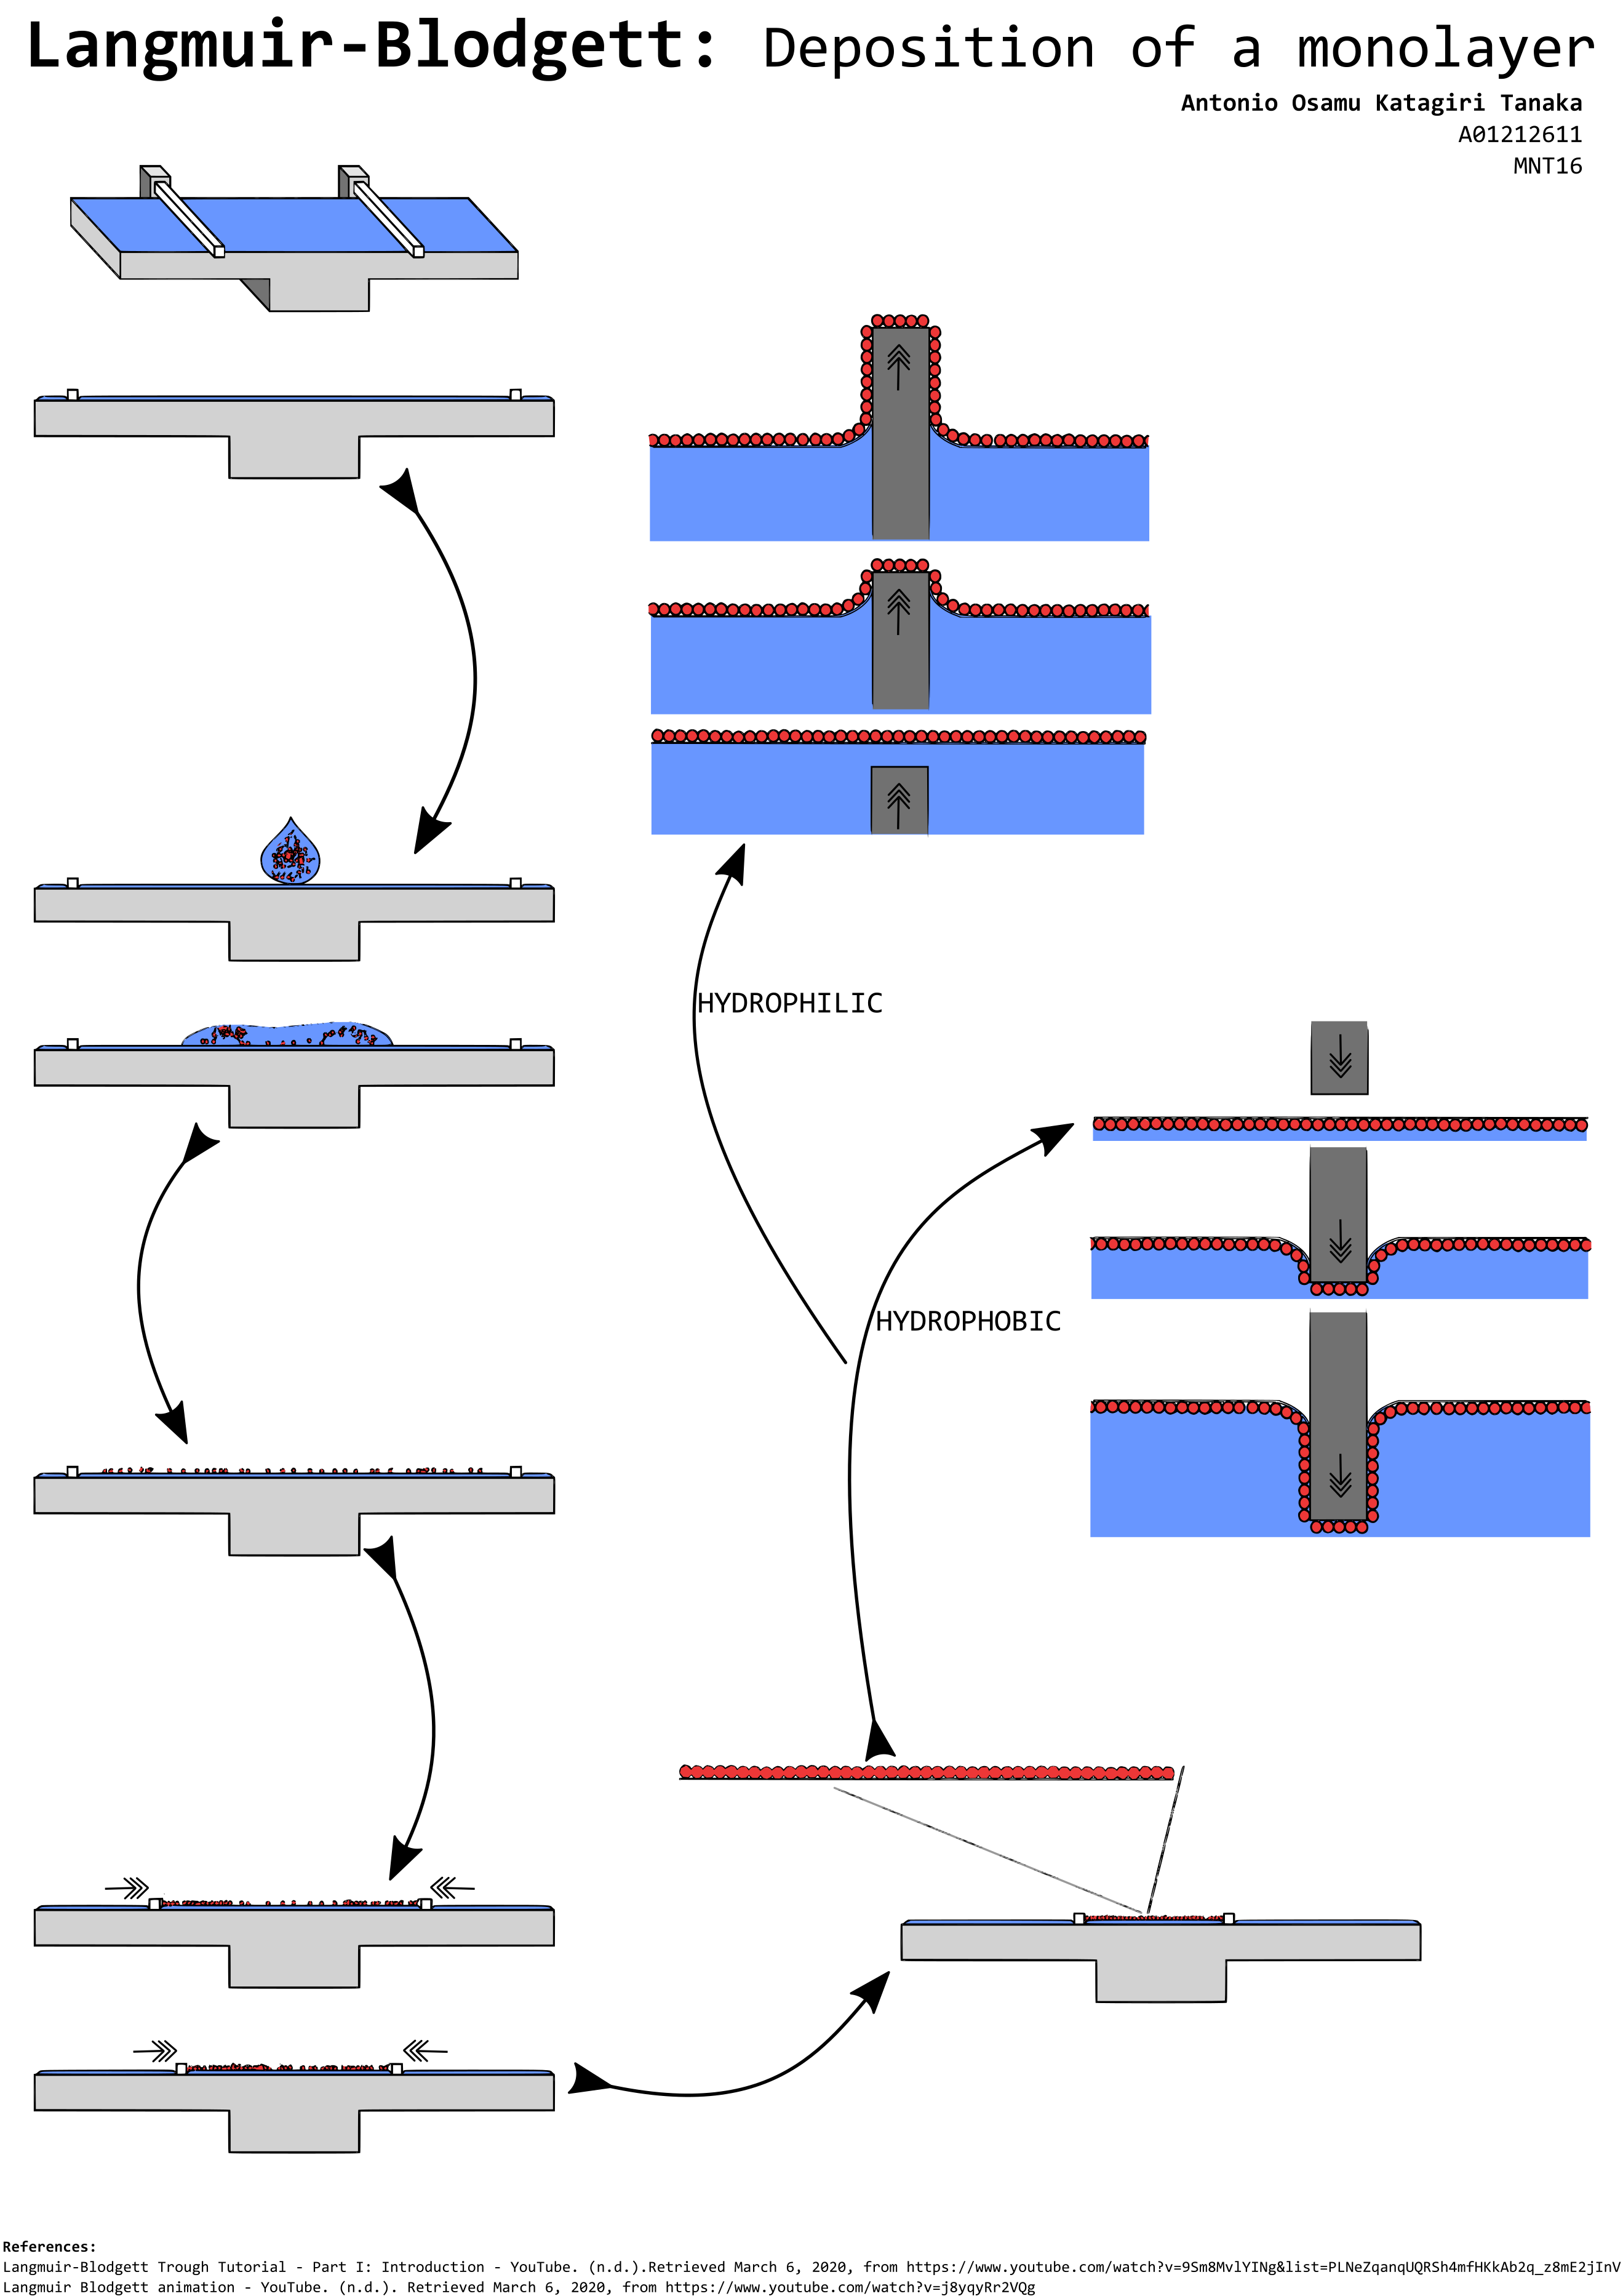 Langmuir-Blodgett: Deposition of a monolayer
Antonio Osamu Katagiri Tanaka
A01212611
MNT16
HYDROPHILIC
HYDROPHOBIC
References:
Langmuir-Blodgett Trough Tutorial - Part I: Introduction - YouTube. (n.d.).Retrieved March 6, 2020, from https://www.youtube.com/watch?v=9Sm8MvlYINg&list=PLNeZqanqUQRSh4mfHKkAb2q_z8mE2jInV
Langmuir Blodgett animation - YouTube. (n.d.). Retrieved March 6, 2020, from https://www.youtube.com/watch?v=j8yqyRr2VQg